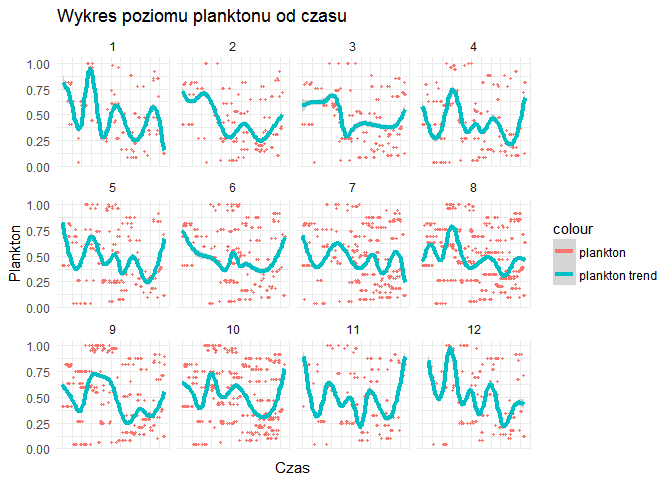 Wykres poziomu planktonu od czasu
1 2 3 4
1.00
0.75
0.50
0.25
0.00
5 6 7 8
1.00
0.75
0.50
0.25
0.00
9 10 11 12
1.00
0.75
0.50
0.25
0.00
Plankton
Czas
colour
plankton
plankton trend